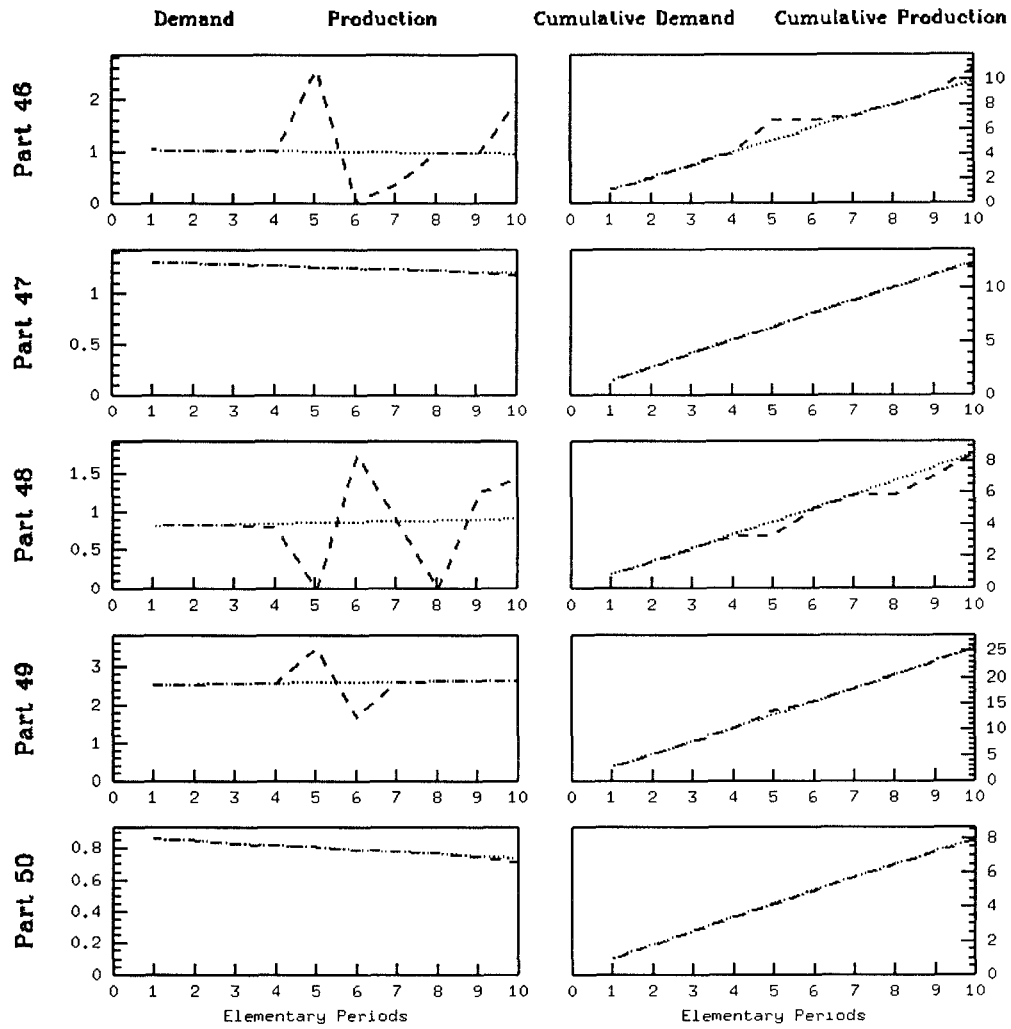 Demand Production Cumulative Demand Cumulative Production
Part 46
2
1
0
0 1 2 3 4 5 6 7 8 9 10
10
8
6
4
2
0
0 1 2 3 4 5 6 7 8 9 10
Part 47
1
0.5
0
0 1 2 3 4 5 6 7 8 9 10
10
5
0
0 1 2 3 4 5 6 7 8 9 10
Part 48
1.5
1
0.5
0
0 1 2 3 4 5 6 7 8 9 10
8
6
4
2
0
0 1 2 3 4 5 6 7 8 9 10
Part 49
3
2
1
0
0 1 2 3 4 5 6 7 8 9 10
25
20
15
10
5
0
0 1 2 3 4 5 6 7 8 9 10
Part 50
0.8
0.6
0.4
0.2
0
0 1 2 3 4 5 6 7 8 9 10
Elementary Periods
8
6
4
2
0
0 1 2 3 4 5 6 7 8 9 10
Elementary Periods